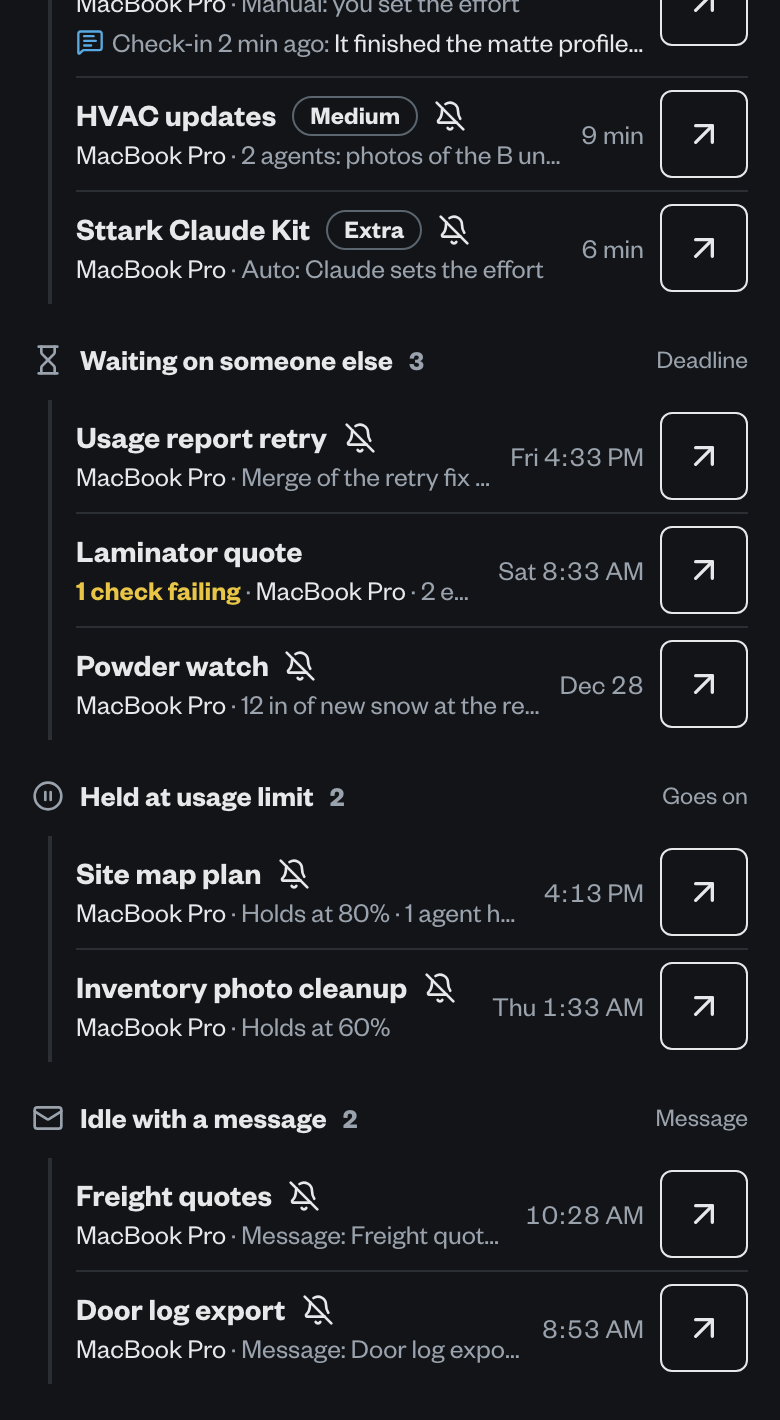 MacBook Pro · Manual: you set the effort
Check-in 2 min ago: It finished the matte profile...
HVAC updates Medium
9 min
MacBook Pro · 2 agents: photos of the B un...
Sttark Claude Kit Extra
6 min
MacBook Pro · Auto: Claude sets the effort
Waiting on someone else 3 Deadline
Usage report retry
Fri 4:33 PM
MacBook Pro · Merge of the retry fix ...
Laminator quote
Sat 8:33 AM
1 check failing · MacBook Pro · 2 e...
Powder watch
Dec 28
MacBook Pro · 12 in of new snow at the re...
Held at usage limit 2 Goes on
Site map plan
4:13 PM
MacBook Pro · Holds at 80% · 1 agent h...
Inventory photo cleanup
Thu 1:33 AM
MacBook Pro · Holds at 60%
Idle with a message 2 Message
Freight quotes
10:28 AM
MacBook Pro · Message: Freight quot...
Door log export
8:53 AM
MacBook Pro · Message: Door log expo...